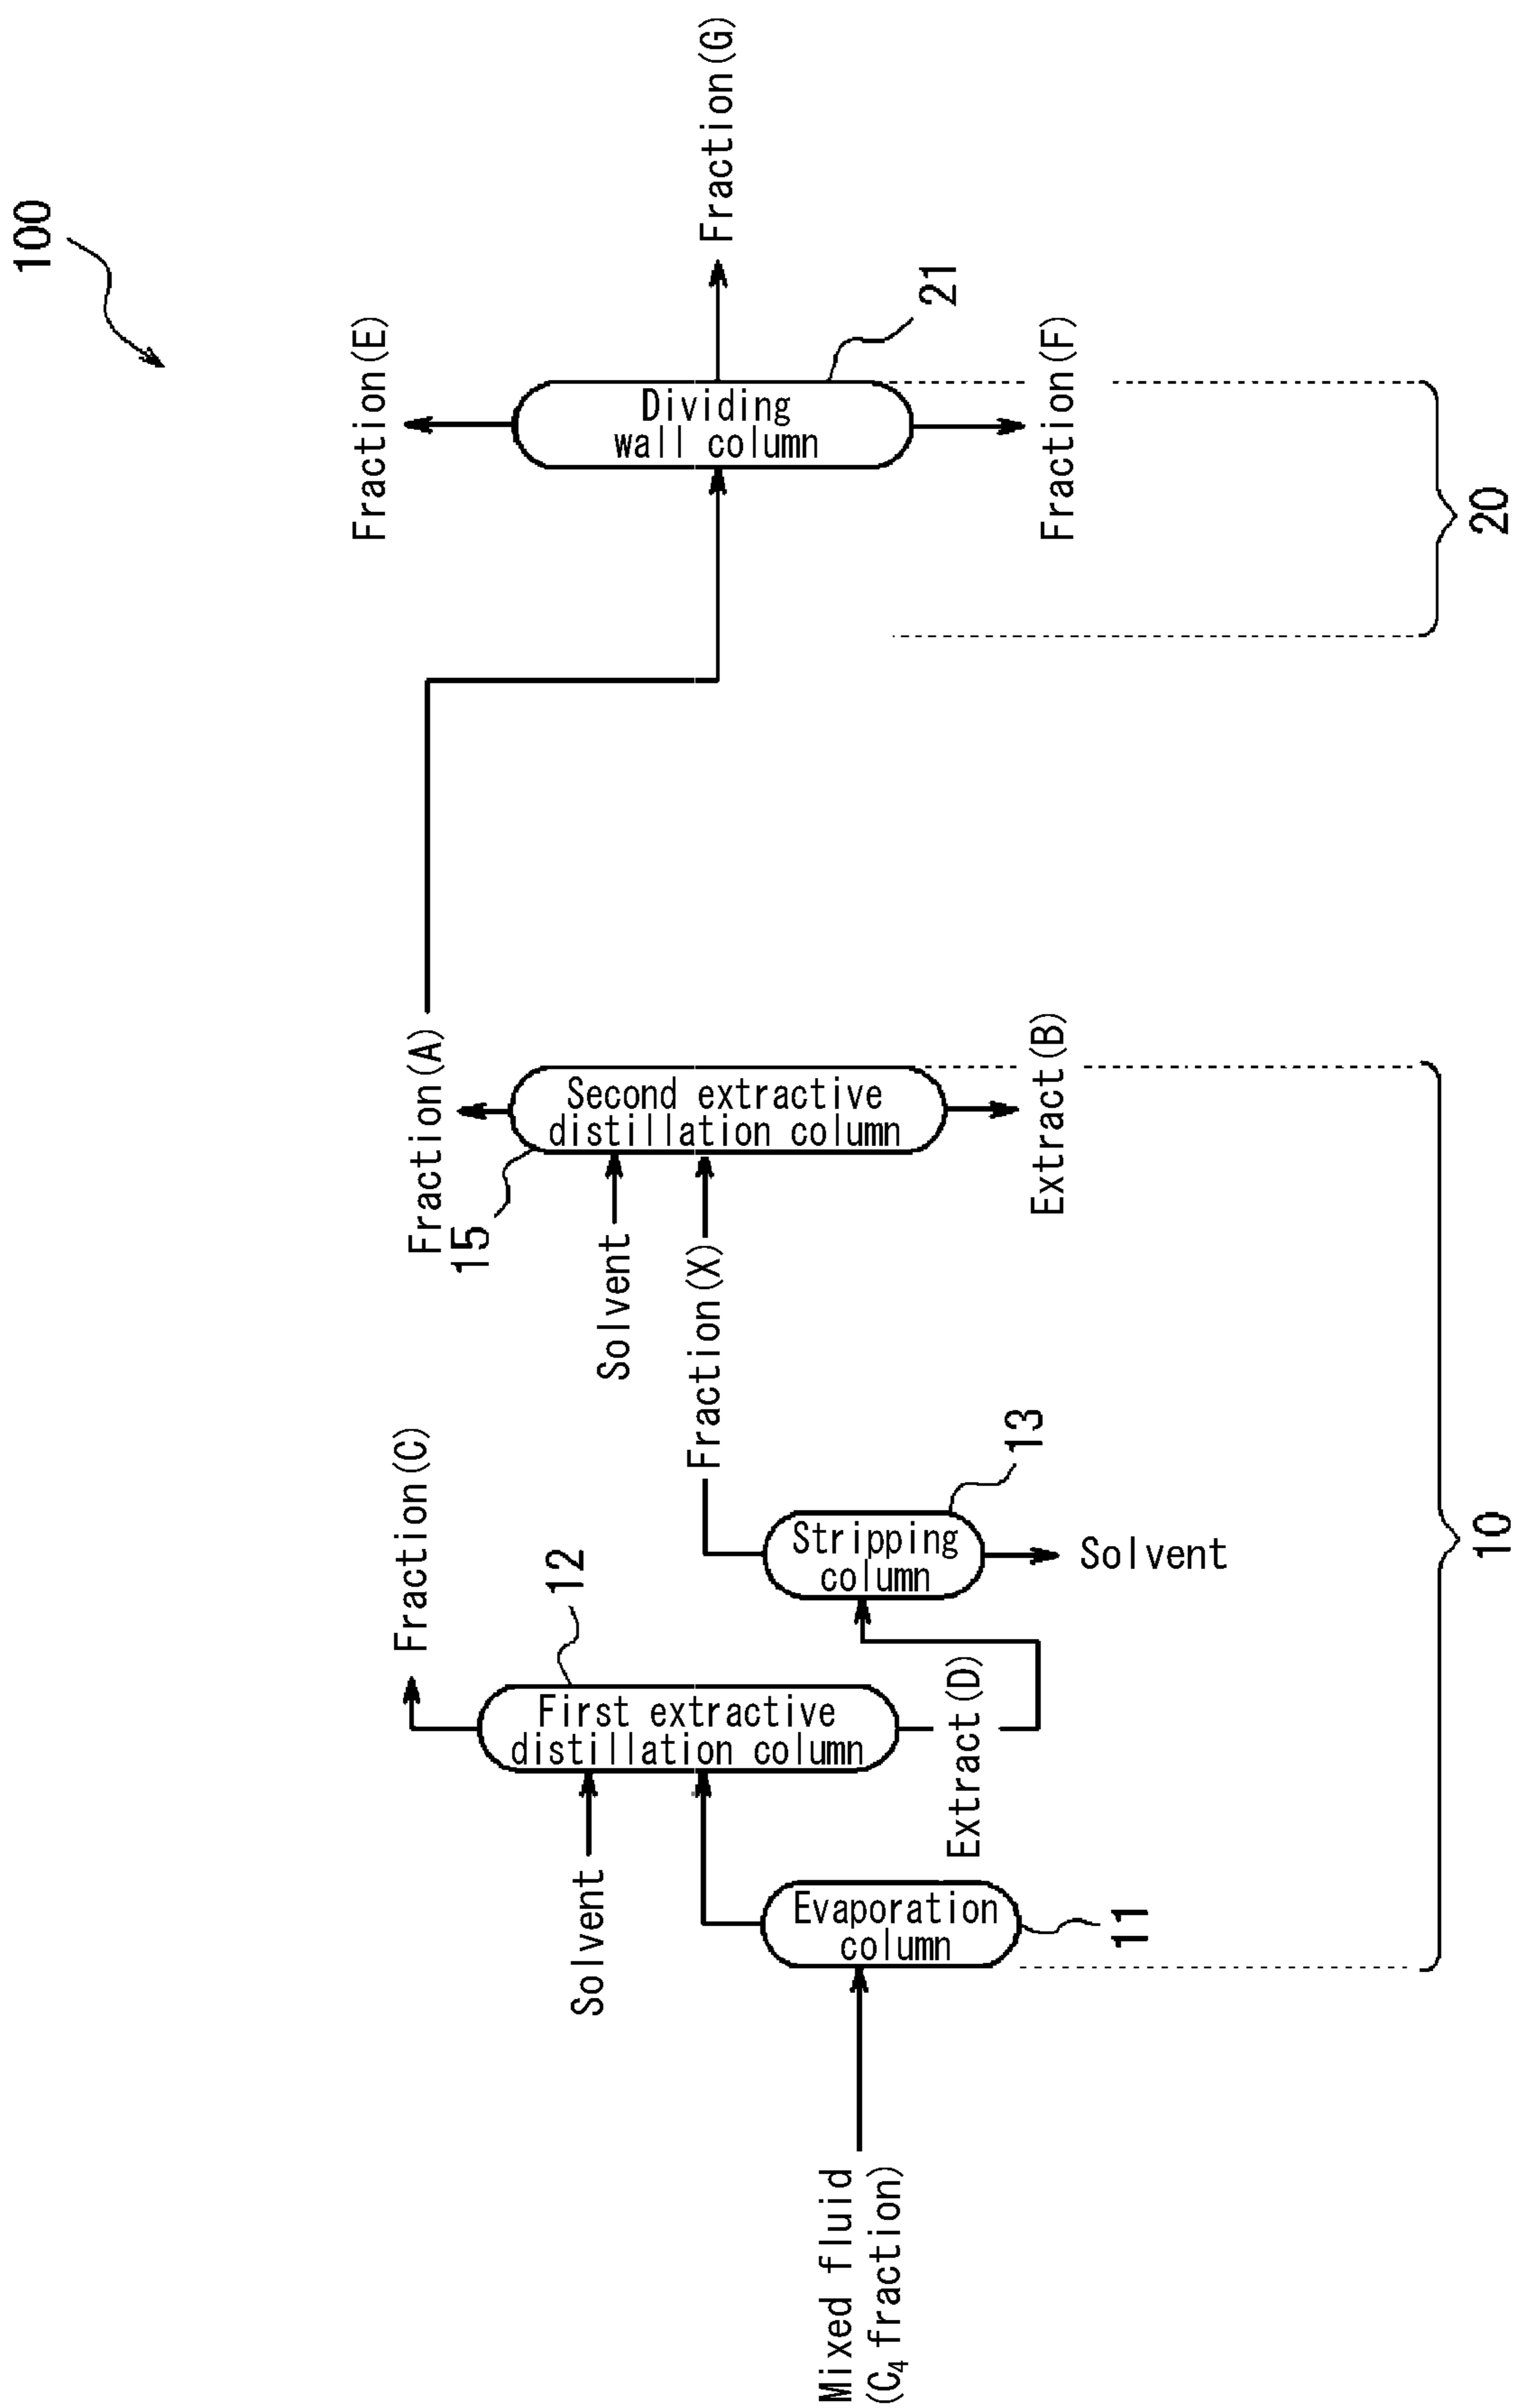 100
Fraction(E)
Fraction(G)
Dividing
wall column
21
Fraction(F)
20
Fraction(A)
15
Second extractive
distillation column
Solvent
Fraction(X)
Extract(B)
Fraction(C)
12
First extractive
distillation column
Solvent
Stripping
column
13
Solvent
Extract(D)
Evaporation
column
11
Mixed fluid
(C₄ fraction)
10